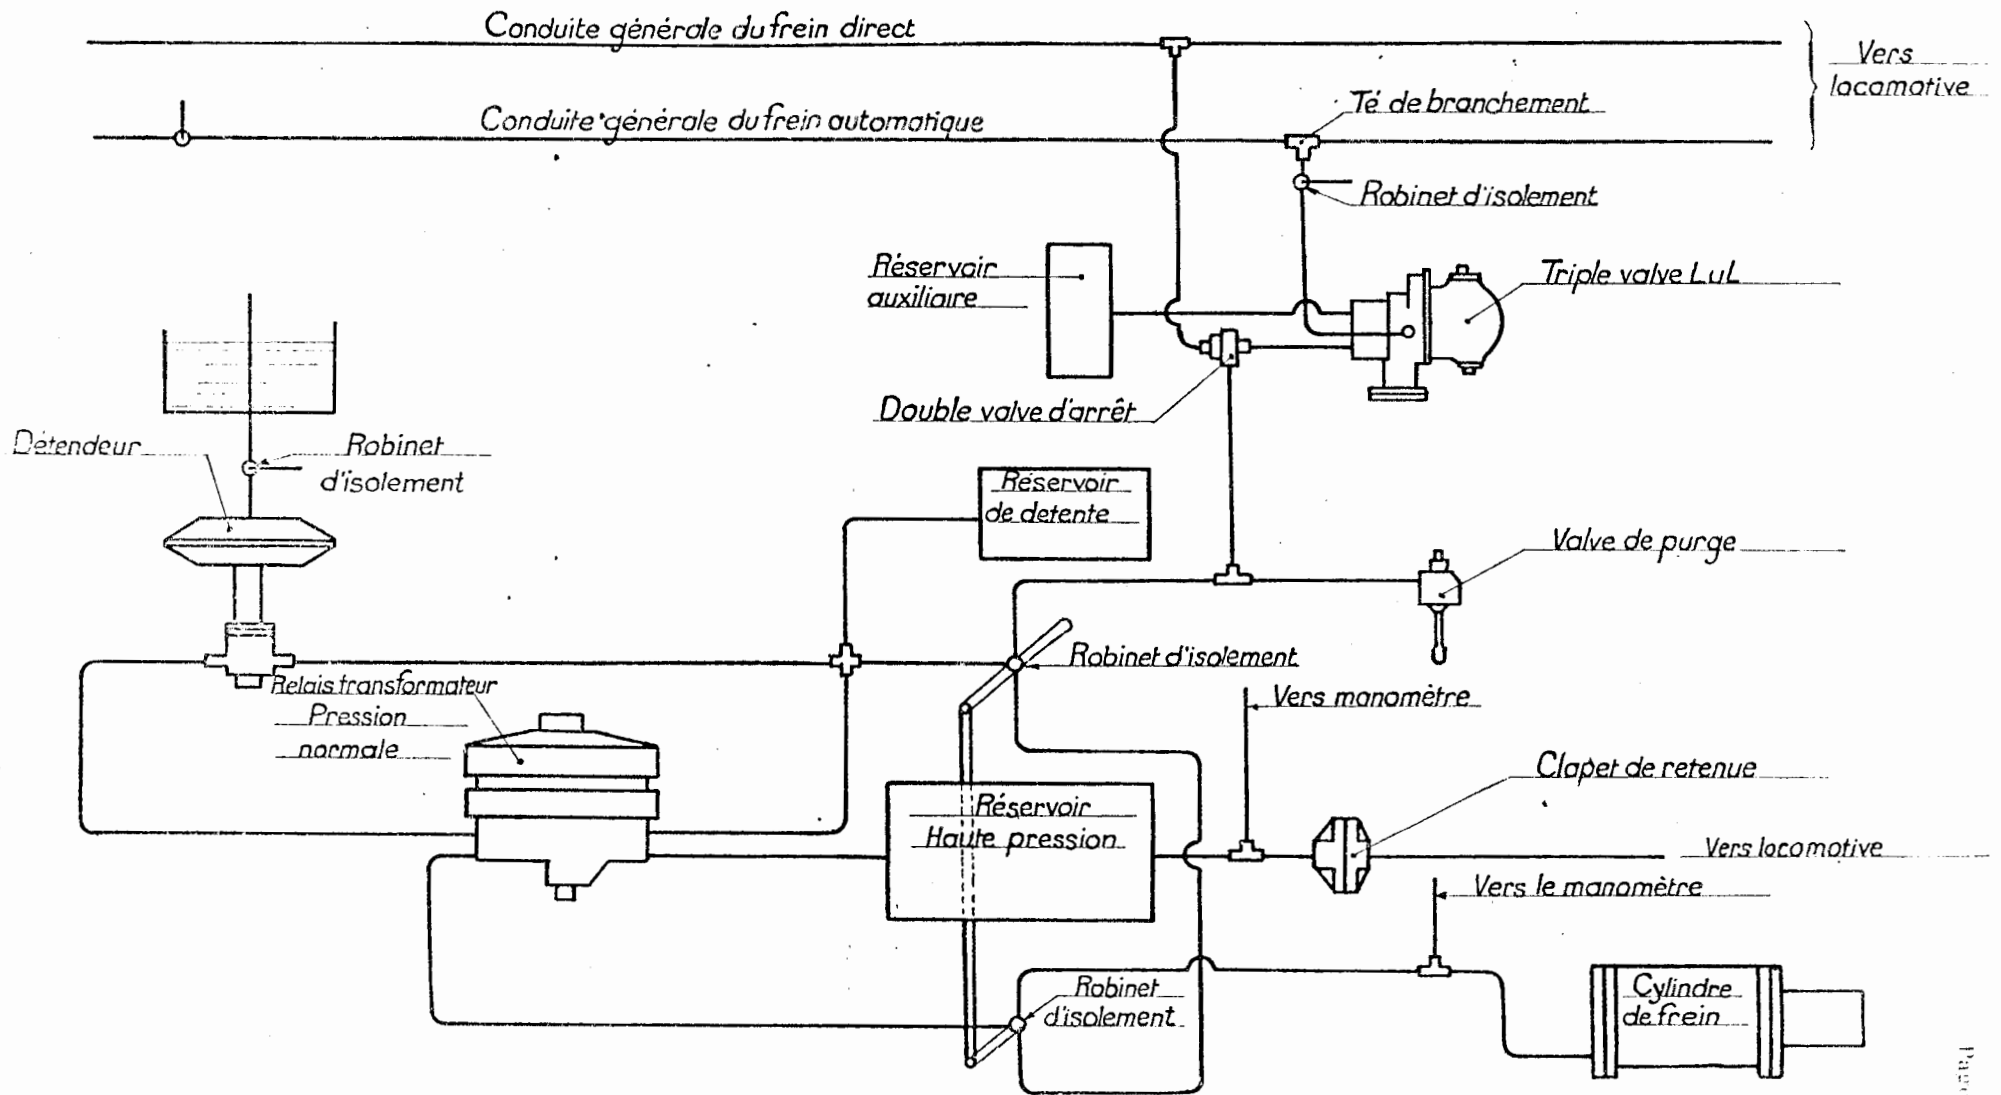 Conduite générale du frein direct
Vers
locamotive
Té de branchement
Conduite générale du frein automatique
Robinet d'isolement
Réservoir
auxiliaire
Triple valve LuL
Double valve d'arrêt
Détendeur
Robinet
d'isolement
Réservoir
de detente
Valve de purge
Robinet d'isolement
Relais transformateur
Pression
normale
Vers manomètre
Clapet de retenue
Réservoir
Haute pression
Vers locomotive
Vers le manomètre
Robinet
d'isolement
Cylindre
de frein